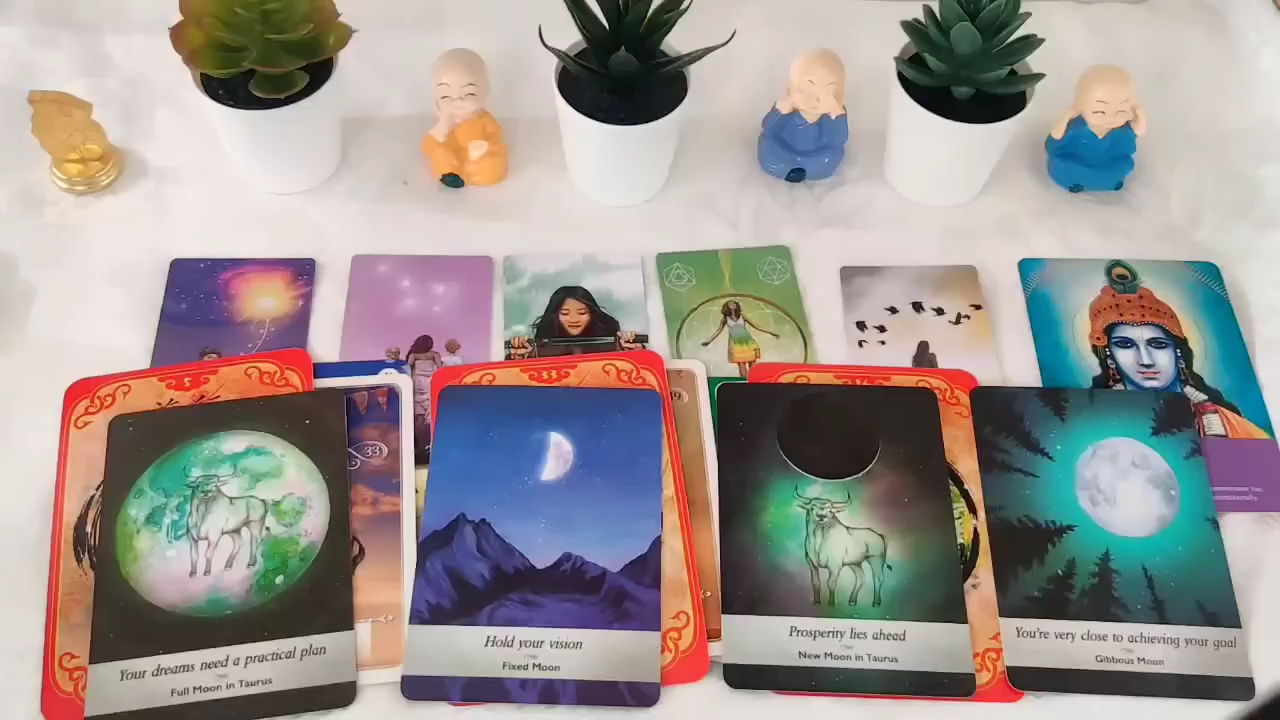 33
Your dreams need a practical plan
Full Moon in Taurus
Hold your vision
Fixed Moon
Prosperity lies ahead
New Moon in Taurus
You're very close to achieving your goal
Gibbous Moon